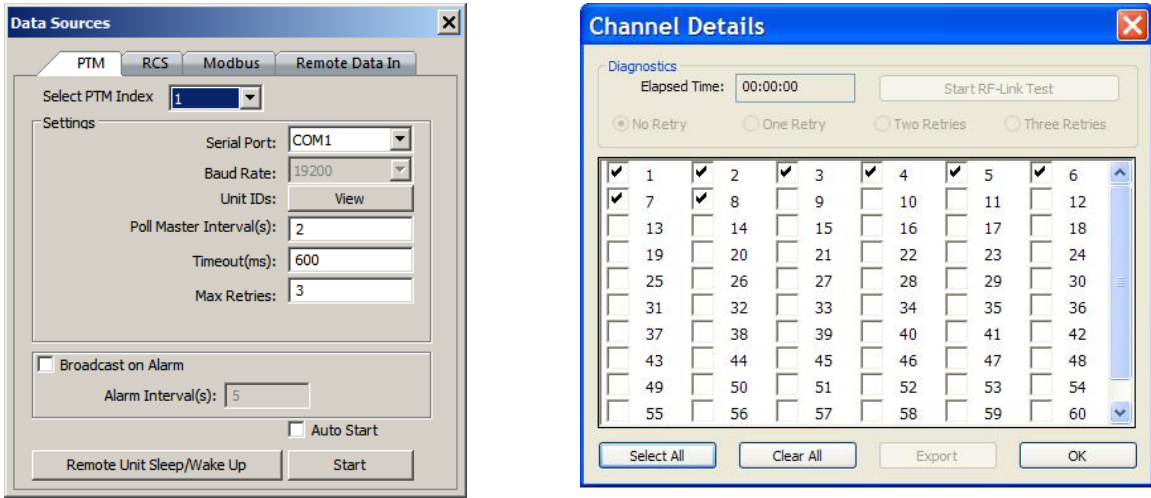 Data Sources
PTM RCS Modbus Remote Data In
Select PTM Index 1
Settings
Serial Port: COM1
Baud Rate: 19200
Unit IDs: View
Poll Master Interval(s): 2
Timeout(ms): 600
Max Retries: 3
Broadcast on Alarm
Alarm Interval(s): 5
Auto Start
Remote Unit Sleep/Wake Up Start
Channel Details
Diagnostics
Elapsed Time: 00:00:00 Start RF-Link Test
No Retry One Retry Two Retries Three Retries
1 2 3 4 5 6
7 8 9 10 11 12
13 14 15 16 17 18
19 20 21 22 23 24
25 26 27 28 29 30
31 32 33 34 35 36
37 38 39 40 41 42
43 44 45 46 47 48
49 50 51 52 53 54
55 56 57 58 59 60
Select All Clear All Export OK